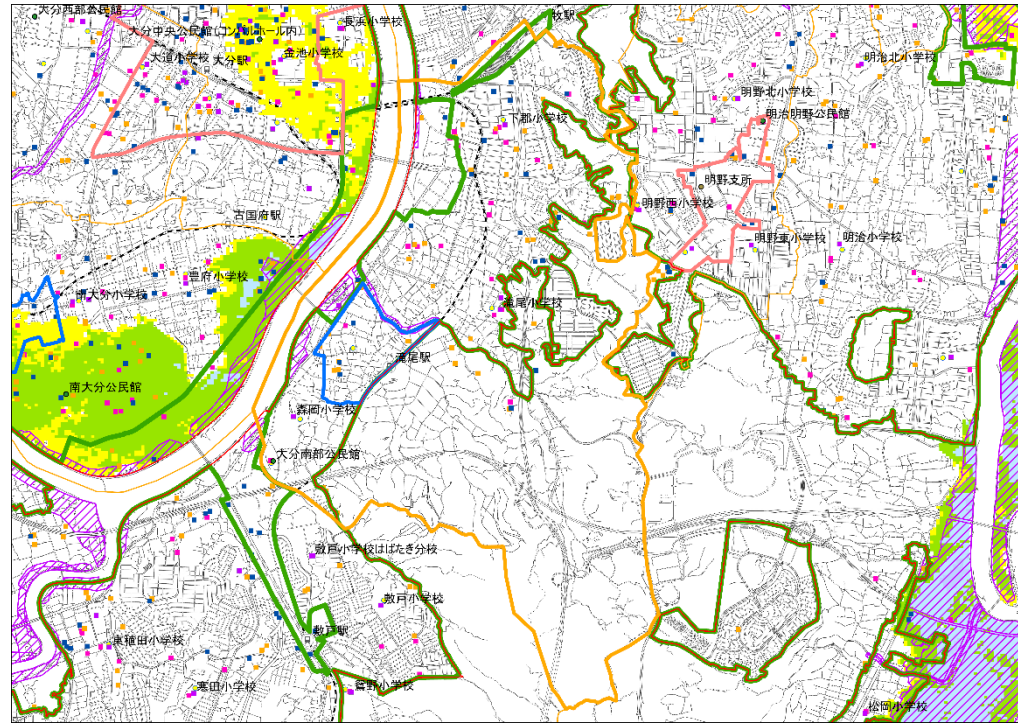 大分西部公民館
長浜小学校
牧駅
大分中央公民館(コンパルホール内)
大道小学校
大分駅
金池小学校
明治北小学校
明野北小学校
下郡小学校
明治明野公民館
明野支所
古国府駅
明野西小学校
明野東小学校
明治小学校
豊府小学校
南大分小学校
滝尾小学校
滝尾駅
南大分公民館
森岡小学校
大分南部公民館
敷戸小学校はばたき分校
敷戸小学校
敷戸駅
東稙田小学校
寒田小学校
鴛野小学校
松岡小学校